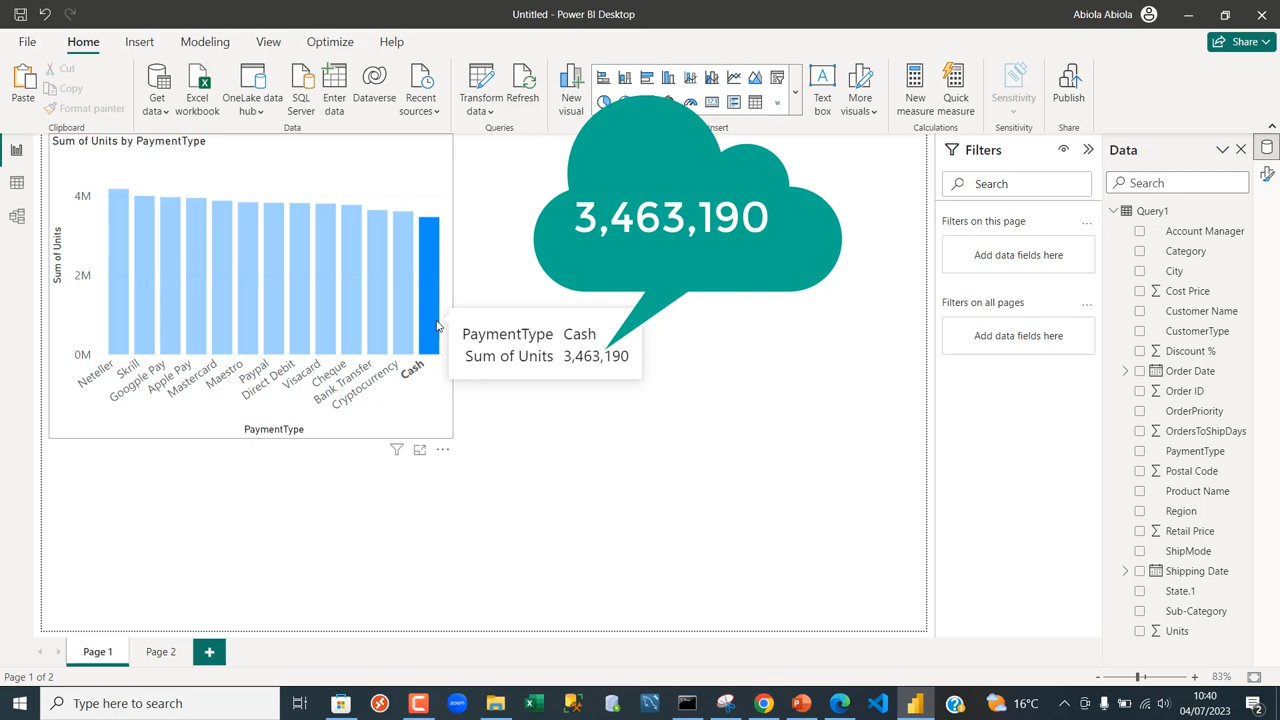 Untitled - Power BI Desktop
Abiola Abiola
File Home Insert Modeling View Optimize Help
Share
Paste
Cut
Copy
Format painter
Get data
Excel workbook
OneLake data hub
SQL Server
Enter data
Dataverse
Recent sources
Transform data
Refresh
New visual
Text box
More visuals
New measure
Quick measure
Sensitivity
Publish
Clipboard
Data
Queries
Insert
Calculations
Sensitivity
Share
Sum of Units by PaymentType
4M
2M
0M
Sum of Units
Neteller
Skrill
Googple Pay
Apple Pay
Mastercard
Maestro
Paypal
Direct Debit
Visacard
Cheque
Bank Transfer
Cryptocurrency
Cash
PaymentType
3,463,190
PaymentType Cash
Sum of Units 3,463,190
Filters
Search
Filters on this page
Add data fields here
Filters on all pages
Add data fields here
Data
Search
Query1
Account Manager
Category
City
Cost Price
Customer Name
CustomerType
Discount %
Order Date
Order ID
OrderPriority
OrdersToShipDays
PaymentType
Postal Code
Product Name
Region
Retail Price
ShipMode
Shipping Date
State.1
Sub-Category
Units
Page 1
Page 2
Page 1 of 2
83%
Type here to search
16°C
10:40
04/07/2023
2